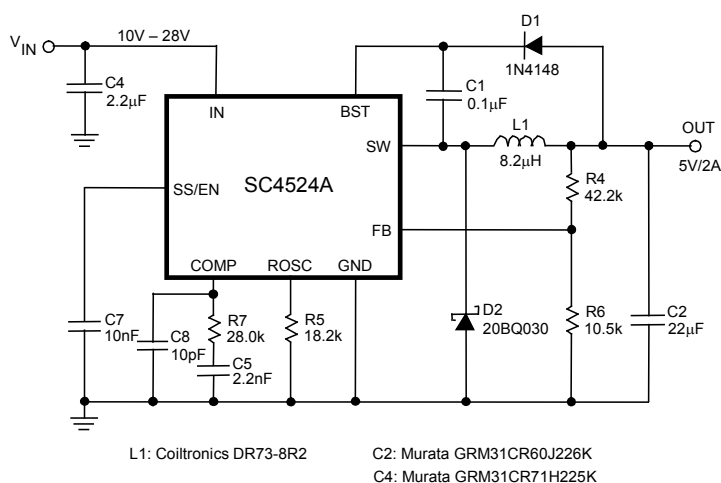 D1
V IN
10V – 28V
1N4148
C4
2.2µF
C1
0.1µF
IN
BST
L1
OUT
SW
8.2µH
5V/2A
SS/EN
SC4524A
R4
42.2k
FB
COMP
ROSC
GND
C7
10nF
C8
10pF
R7
28.0k
R5
18.2k
D2
20BQ030
R6
10.5k
C2
22µF
C5
2.2nF
L1: Coiltronics DR73-8R2
C2: Murata GRM31CR60J226K
C4: Murata GRM31CR71H225K